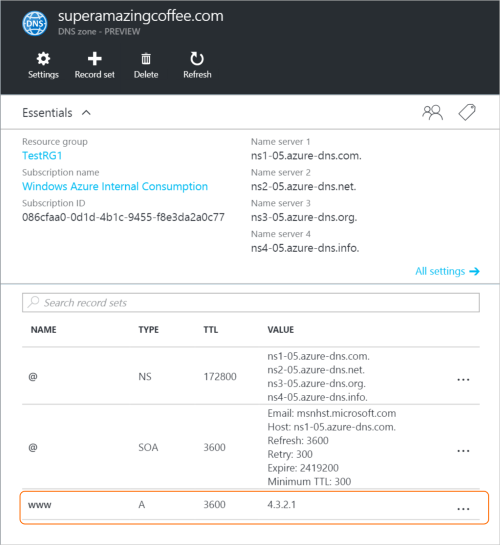 superamazingcoffee.com
DNS zone - PREVIEW
DNS
Settings
Record set
Delete
Refresh
Essentials
Resource group
TestRG1
Subscription name
Windows Azure Internal Consumption
Subscription ID
086cfaa0-0d1d-4b1c-9455-f8e3da2a0c77
Name server 1
ns1-05.azure-dns.com.
Name server 2
ns2-05.azure-dns.net.
Name server 3
ns3-05.azure-dns.org.
Name server 4
ns4-05.azure-dns.info.
All settings →
Search record sets
NAME TYPE TTL VALUE
@ NS 172800 ns1-05.azure-dns.com.
ns2-05.azure-dns.net.
ns3-05.azure-dns.org.
ns4-05.azure-dns.info.
...
@ SOA 3600 Email: msnhst.microsoft.com
Host: ns1-05.azure-dns.com.
Refresh: 3600
Retry: 300
Expire: 2419200
Minimum TTL: 300
...
www A 3600 4.3.2.1 ...